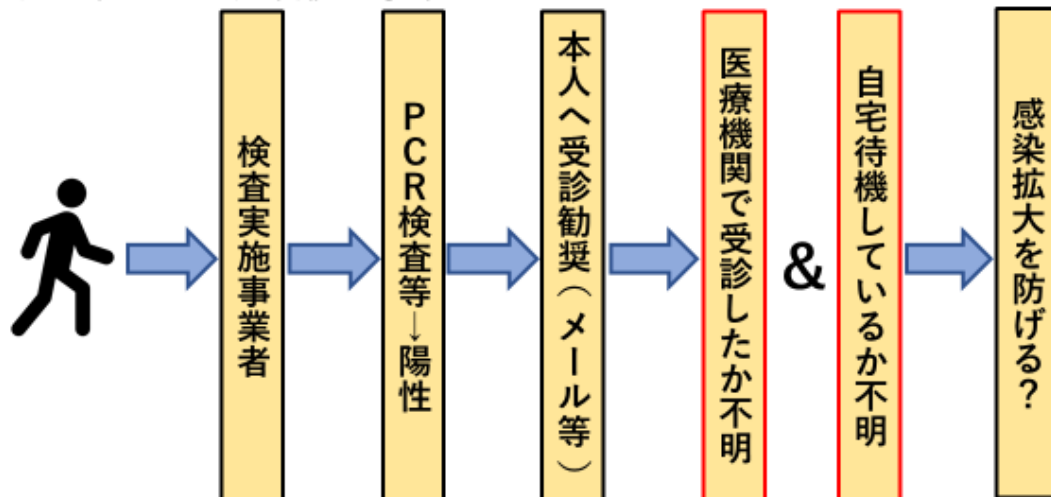 検査実施事業者
PCR検査等→陽性
本人へ受診勧奨（メール等）
医療機関で受診したか不明
&
自宅待機しているか不明
感染拡大を防げる？